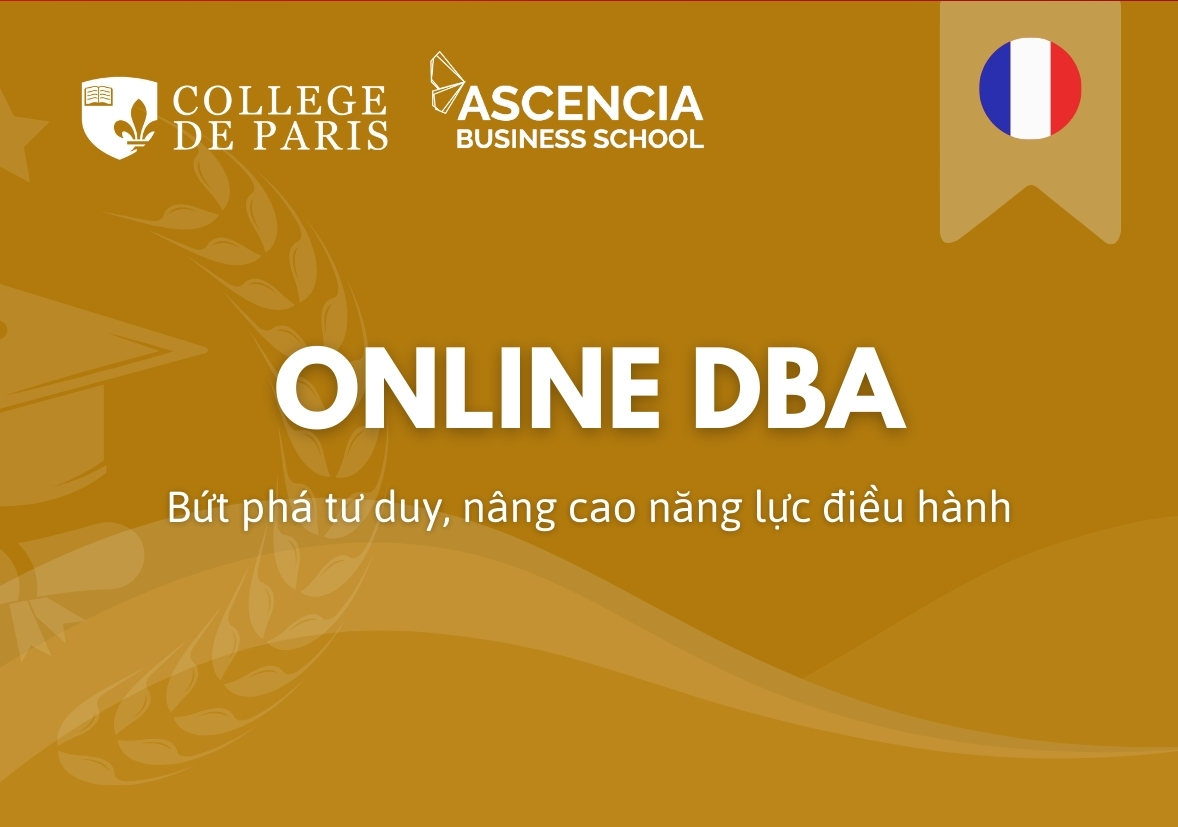 COLLEGE
DE PARIS
ASCENCIA
BUSINESS SCHOOL
ONLINE DBA
Bứt phá tư duy, nâng cao năng lực điều hành